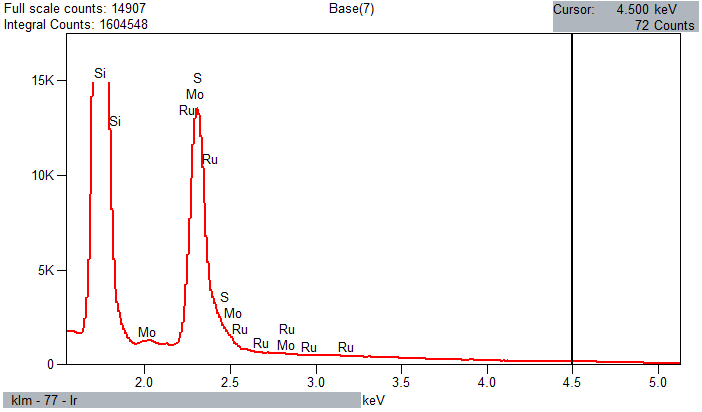 Full scale counts: 14907 Base(7) Cursor: 4.500 keV
Integral Counts: 1604548 72 Counts
Si
15K
S
Mo
Ru
Si
Ru
10K
5K
S
Mo
Ru
Mo
Ru
Ru
Mo
Ru
Ru
0
2.0 2.5 3.0 3.5 4.0 4.5 5.0
klm - 77 - Ir keV